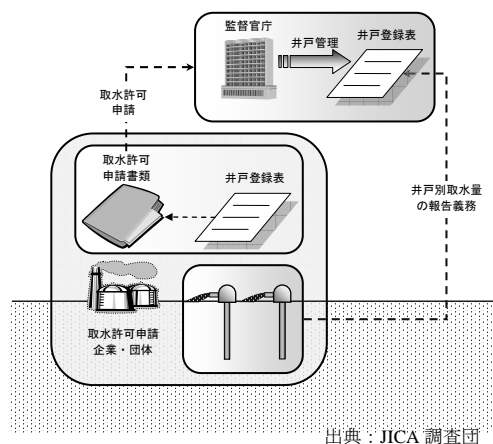 監督官庁
井戸管理
井戸登録表
取水許可
申請
取水許可
申請書類
井戸登録表
井戸別取水量
の報告義務
取水許可申請
企業・団体
出典：JICA 調査団